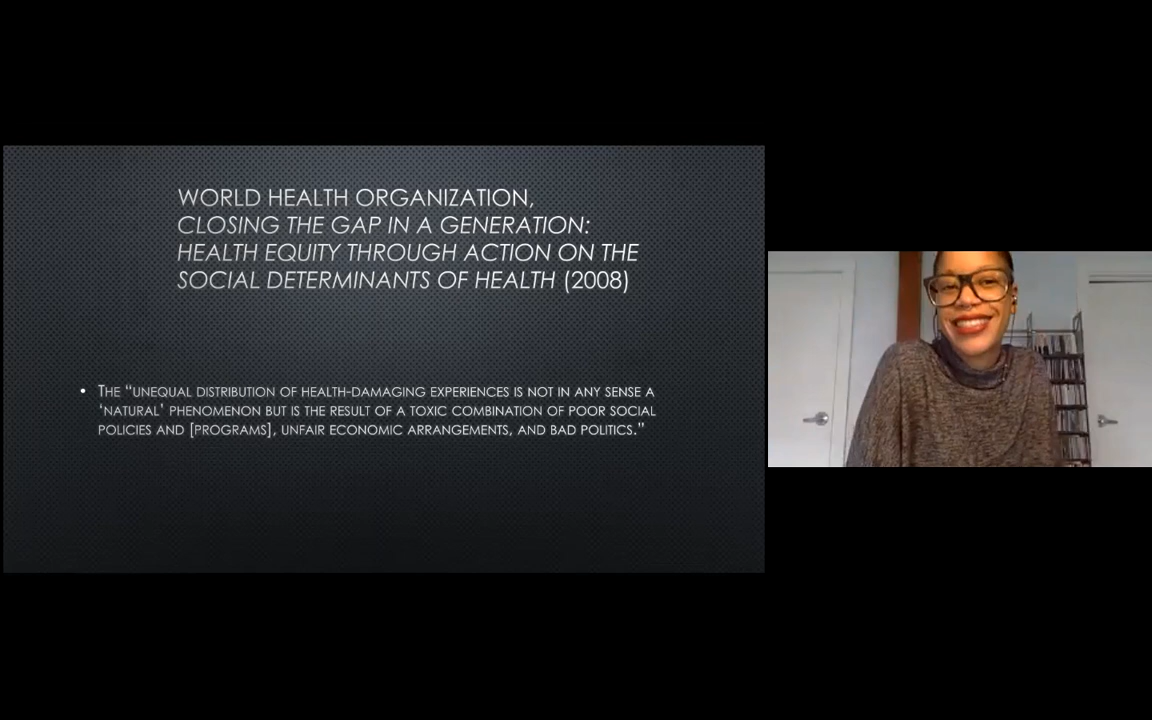 WORLD HEALTH ORGANIZATION,
CLOSING THE GAP IN A GENERATION:
HEALTH EQUITY THROUGH ACTION ON THE
SOCIAL DETERMINANTS OF HEALTH (2008)
• THE “UNEQUAL DISTRIBUTION OF HEALTH-DAMAGING EXPERIENCES IS NOT IN ANY SENSE A
‘NATURAL’ PHENOMENON BUT IS THE RESULT OF A TOXIC COMBINATION OF POOR SOCIAL
POLICIES AND [PROGRAMS], UNFAIR ECONOMIC ARRANGEMENTS, AND BAD POLITICS.”